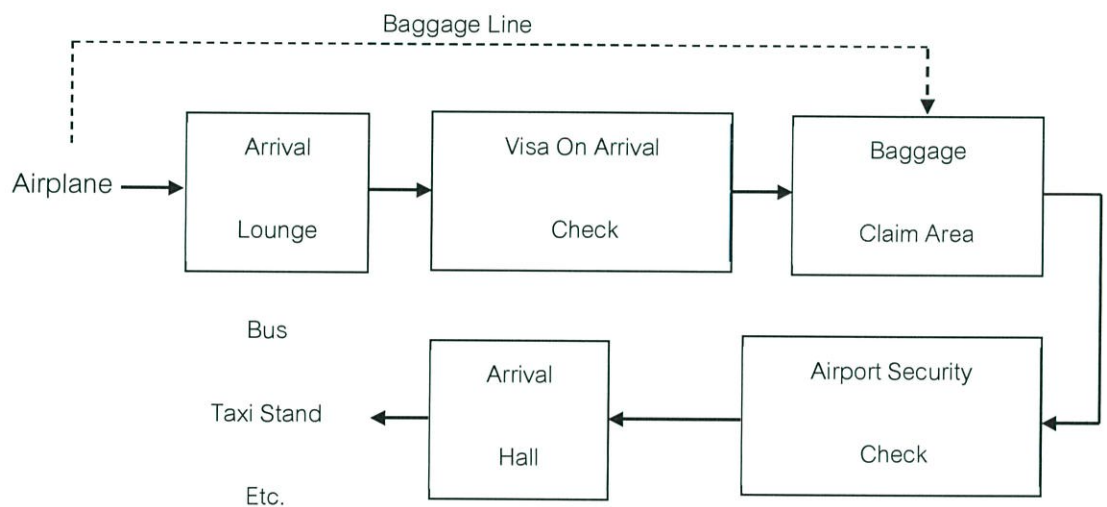 Baggage Line
Airplane
Arrival
Lounge
Visa On Arrival
Check
Baggage
Claim Area
Airport Security
Check
Arrival
Hall
Bus
Taxi Stand
Etc.